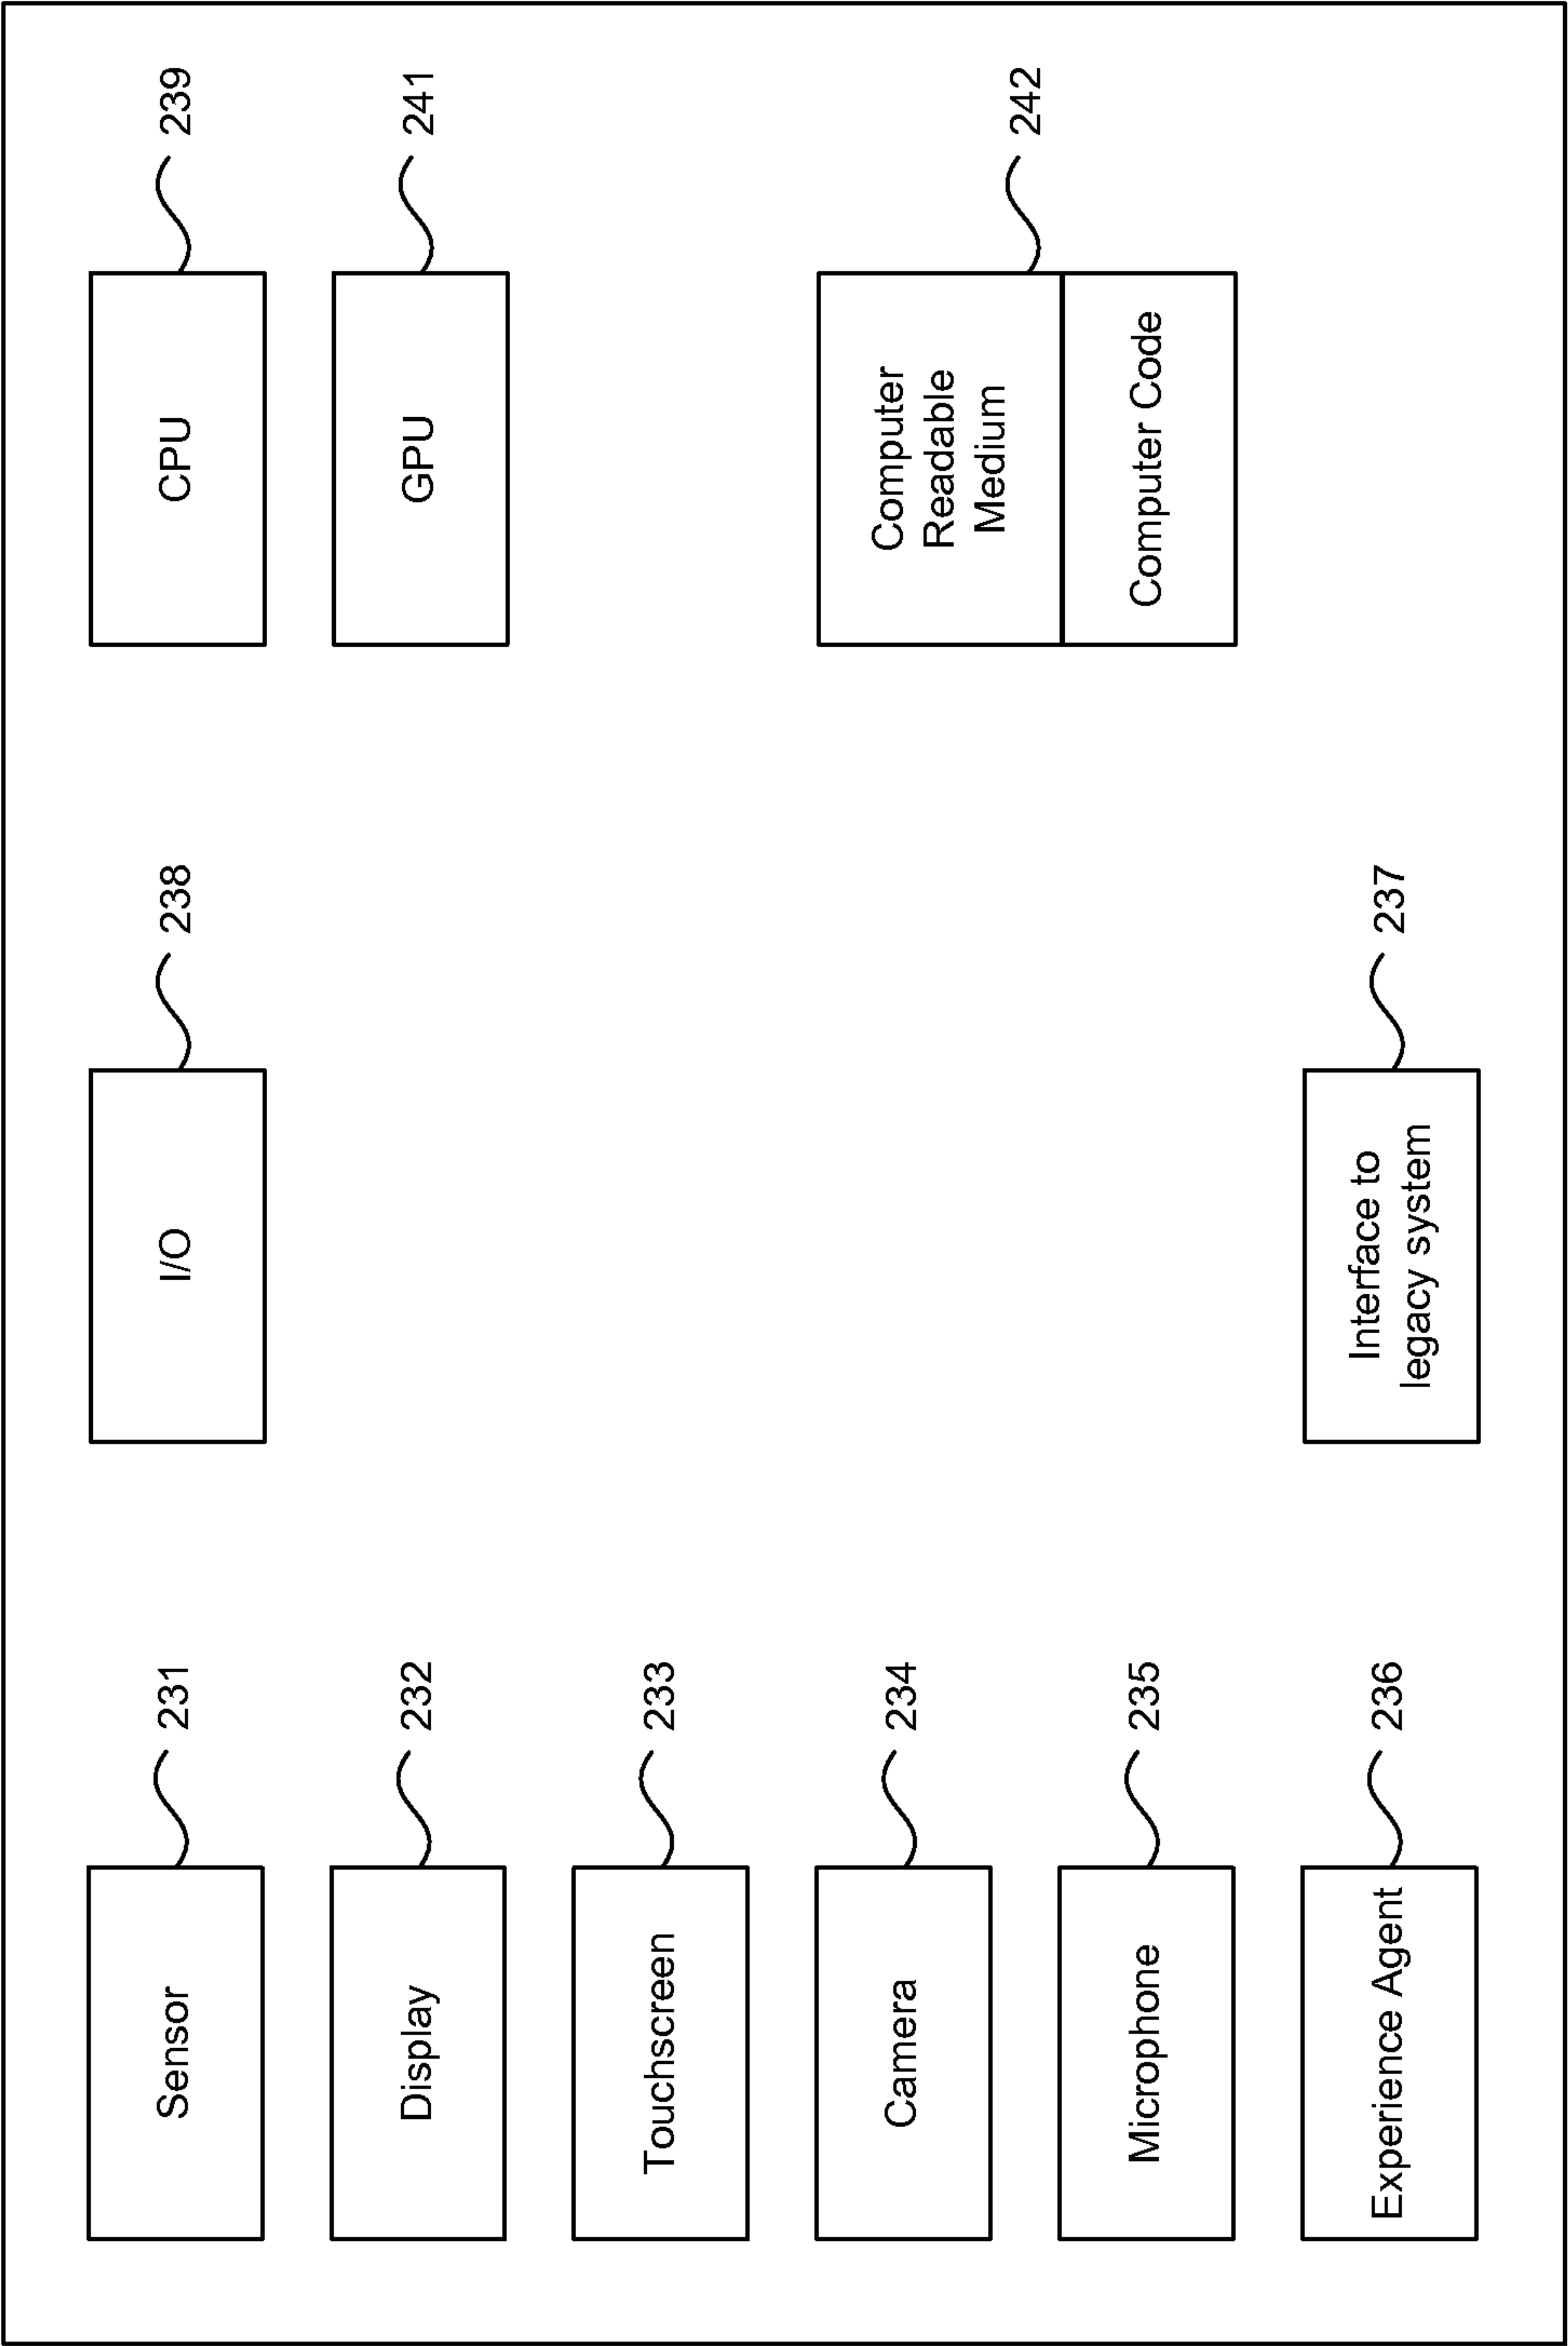 Sensor
231
Display
232
Touchscreen
233
Camera
234
Microphone
235
Experience Agent
236
I/O
238
Interface to
legacy system
237
CPU
239
GPU
241
Computer
Readable
Medium
242
Computer Code